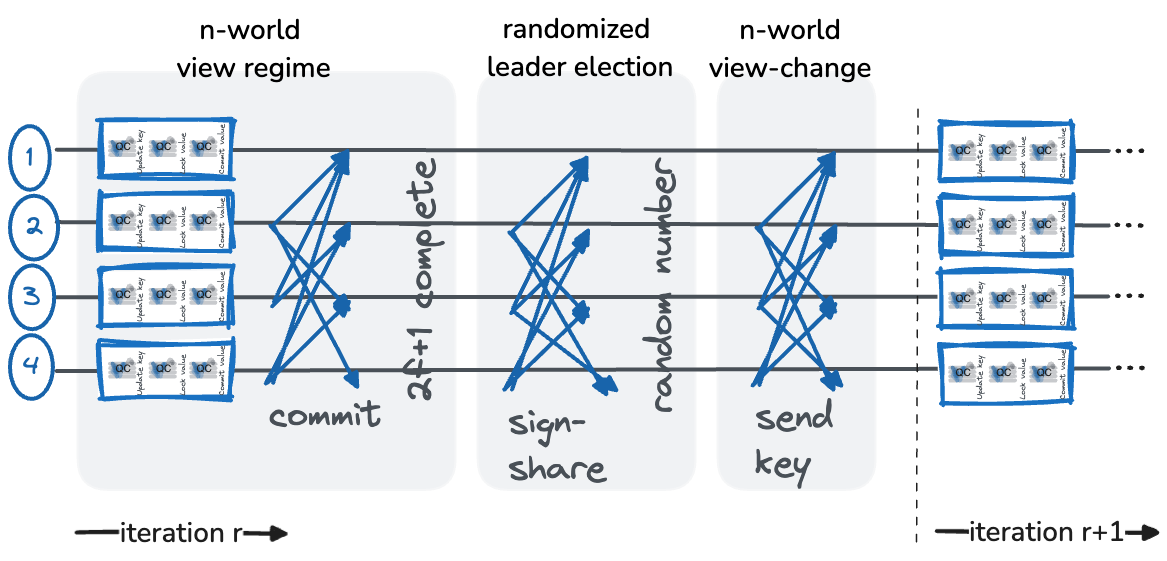 n-world
view regime
randomized
leader election
n-world
view-change
1
QC
Update key
QC
Lock value
QC
Commit value
QC
Update key
QC
Lock value
QC
Commit value
...
2
QC
Update key
QC
Lock value
QC
Commit value
QC
Update key
QC
Lock value
QC
Commit value
...
3
QC
Update key
QC
Lock value
QC
Commit value
QC
Update key
QC
Lock value
QC
Commit value
...
4
QC
Update key
QC
Lock value
QC
Commit value
QC
Update key
QC
Lock value
QC
Commit value
...
2f+1 complete
random number
commit
sign-
share
send
key
iteration r
iteration r+1